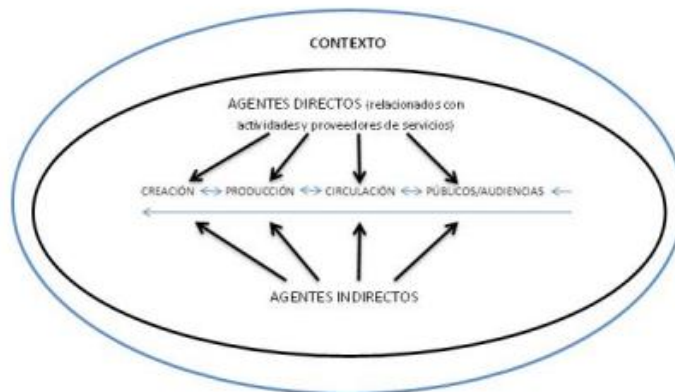 CONTEXTO
AGENTES DIRECTOS (relacionados con
actividades y proveedores de servicios)
CREACIÓN PRODUCCIÓN CIRCULACIÓN PÚBLICOS/AUDIENCIAS
AGENTES INDIRECTOS